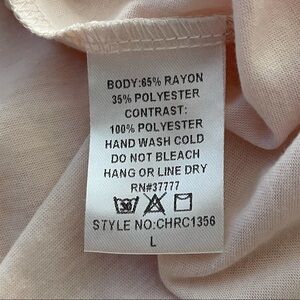 BODY:65% RAYON
35% POLYESTER
CONTRAST:
100% POLYESTER
HAND WASH COLD
DO NOT BLEACH
HANG OR LINE DRY
RN#37777
30
STYLE NO:CHRC1356
L